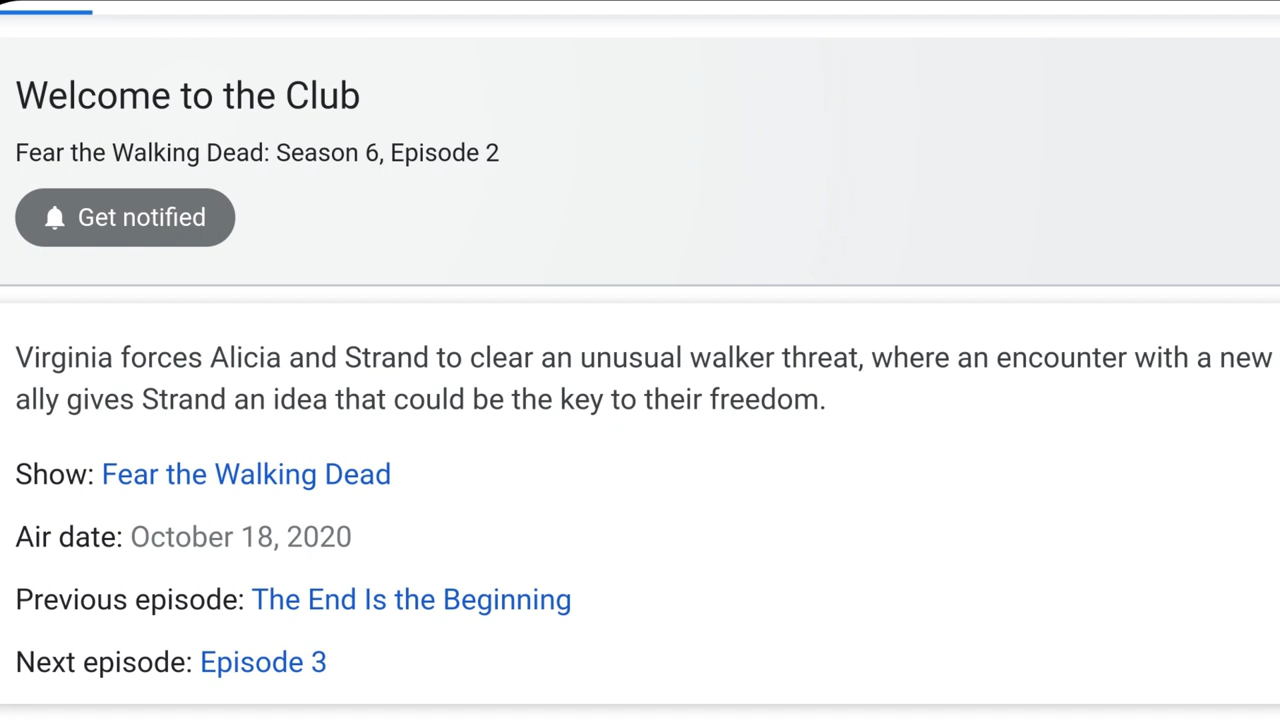 Welcome to the Club
Fear the Walking Dead: Season 6, Episode 2
Get notified
Virginia forces Alicia and Strand to clear an unusual walker threat, where an encounter with a new
ally gives Strand an idea that could be the key to their freedom.
Show: Fear the Walking Dead
Air date: October 18, 2020
Previous episode: The End Is the Beginning
Next episode: Episode 3